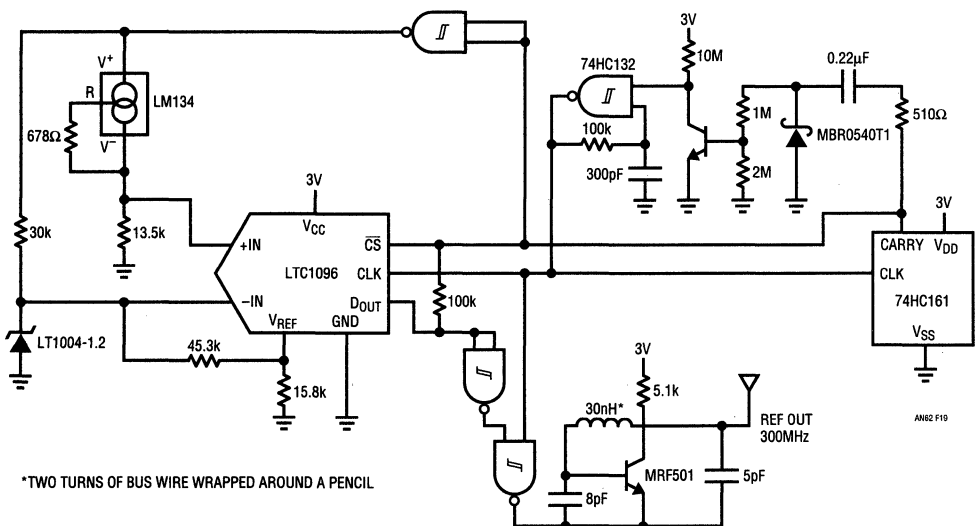 V+
R
LM134
678Ω
V−
30k
13.5k
3V
VCC
+IN
CS
LTC1096
CLK
DOUT
−IN
VREF
GND
LT1004-1.2
45.3k
15.8k
100k
3V
10M
74HC132
100k
300pF
1M
2M
0.22µF
MBR0540T1
510Ω
3V
CARRY VDD
CLK
74HC161
VSS
3V
5.1k
30nH*
REF OUT
300MHz
MRF501
8pF
5pF
AN62 F19
*TWO TURNS OF BUS WIRE WRAPPED AROUND A PENCIL